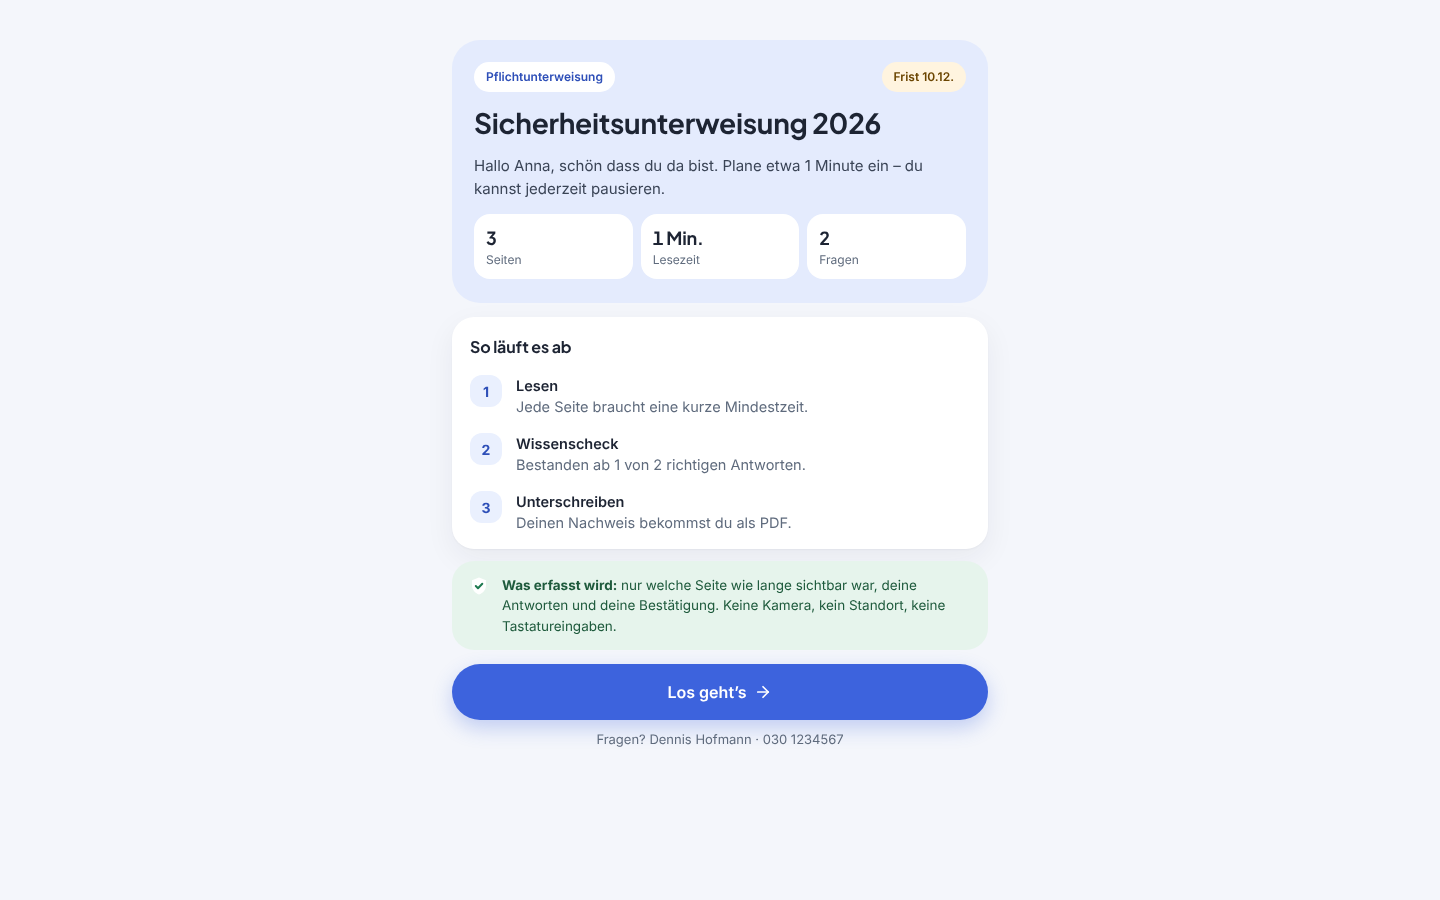 Pflichtunterweisung
Frist 10.12.
Sicherheitsunterweisung 2026
Hallo Anna, schön dass du da bist. Plane etwa 1 Minute ein – du
kannst jederzeit pausieren.
3
Seiten
1 Min.
Lesezeit
2
Fragen
So läuft es ab
1
Lesen
Jede Seite braucht eine kurze Mindestzeit.
2
Wissenscheck
Bestanden ab 1 von 2 richtigen Antworten.
3
Unterschreiben
Deinen Nachweis bekommst du als PDF.
Was erfasst wird: nur welche Seite wie lange sichtbar war, deine
Antworten und deine Bestätigung. Keine Kamera, kein Standort, keine
Tastatureingaben.
Los geht’s →
Fragen? Dennis Hofmann · 030 1234567